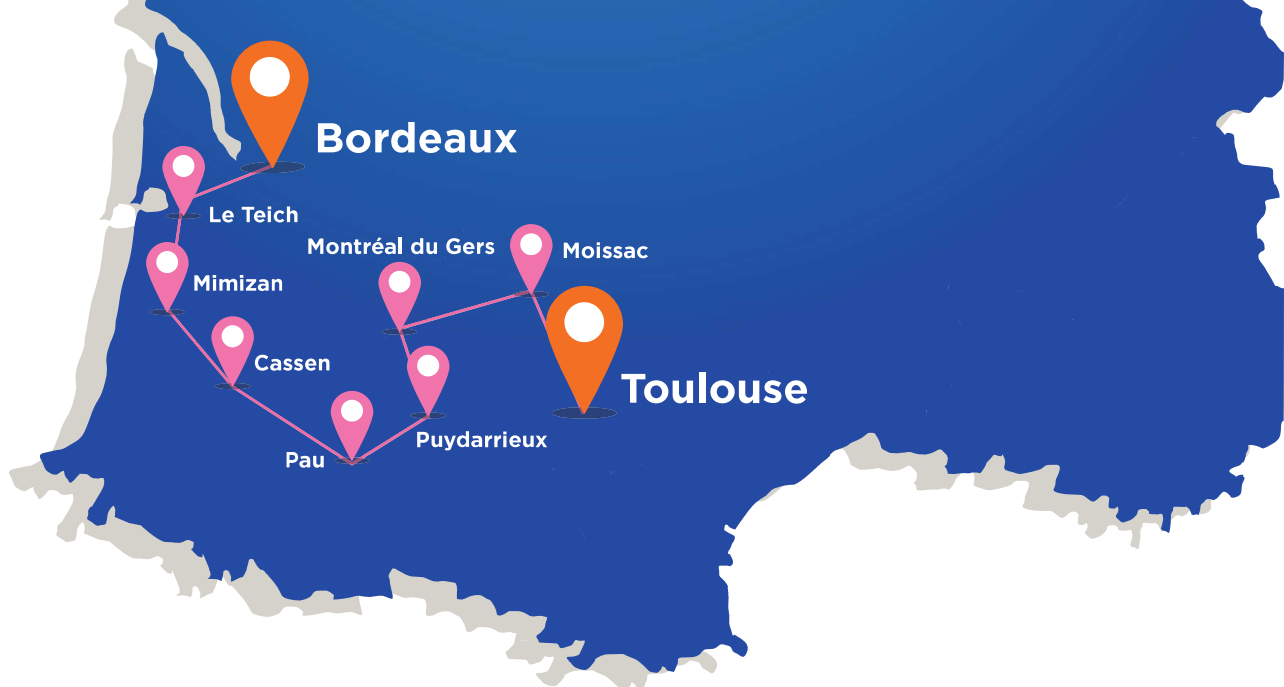 Bordeaux
Le Teich
Montréal du Gers
Moissac
Mimizan
Cassen
Toulouse
Puydarrieux
Pau